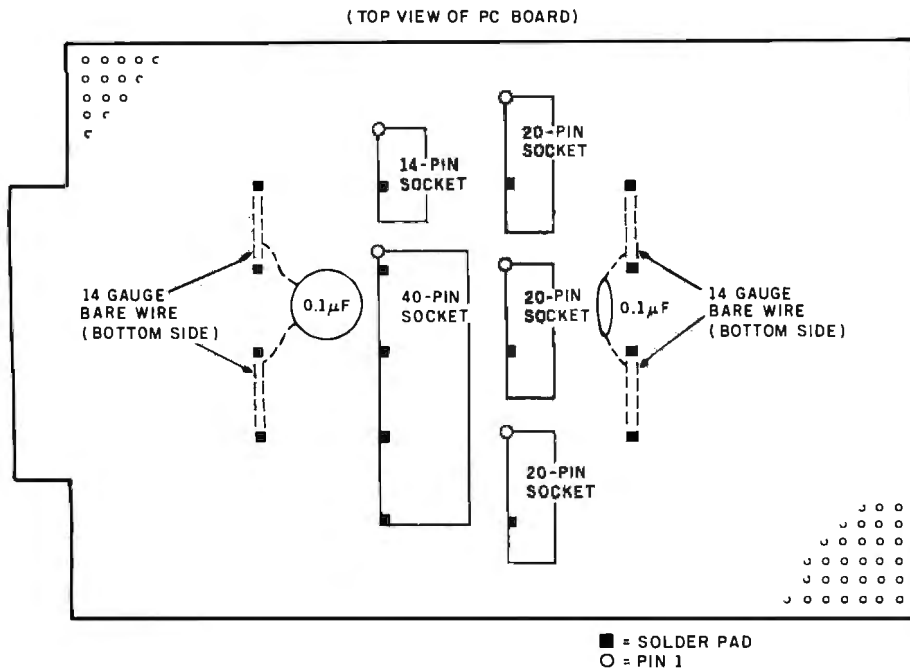 (TOP VIEW OF PC BOARD)
20-PIN
SOCKET
14-PIN
SOCKET
14 GAUGE
BARE WIRE
(BOTTOM SIDE)
0.1µF
40-PIN
SOCKET
20-PIN
SOCKET
0.1µF
14 GAUGE
BARE WIRE
(BOTTOM SIDE)
20-PIN
SOCKET
= SOLDER PAD
= PIN 1